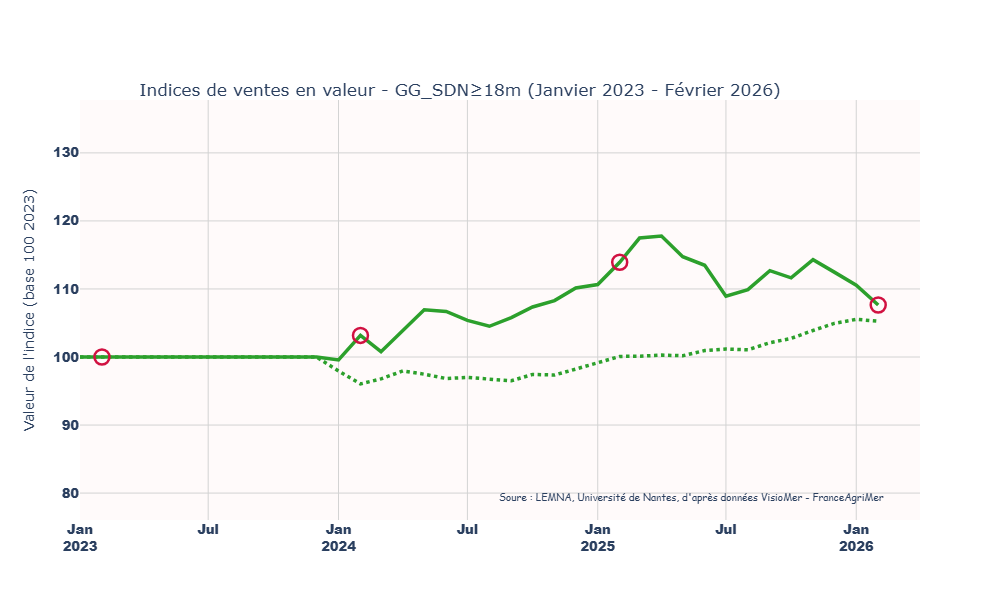 Indices de ventes en valeur - GG_SDN≥18m (Janvier 2023 - Février 2026)
Valeur de l'indice (base 100 2023)
130
120
110
100
90
80
Soure : LEMNA, Université de Nantes, d'après données VisioMer - FranceAgriMer
Jan
2023
Jul
Jan
2024
Jul
Jan
2025
Jul
Jan
2026